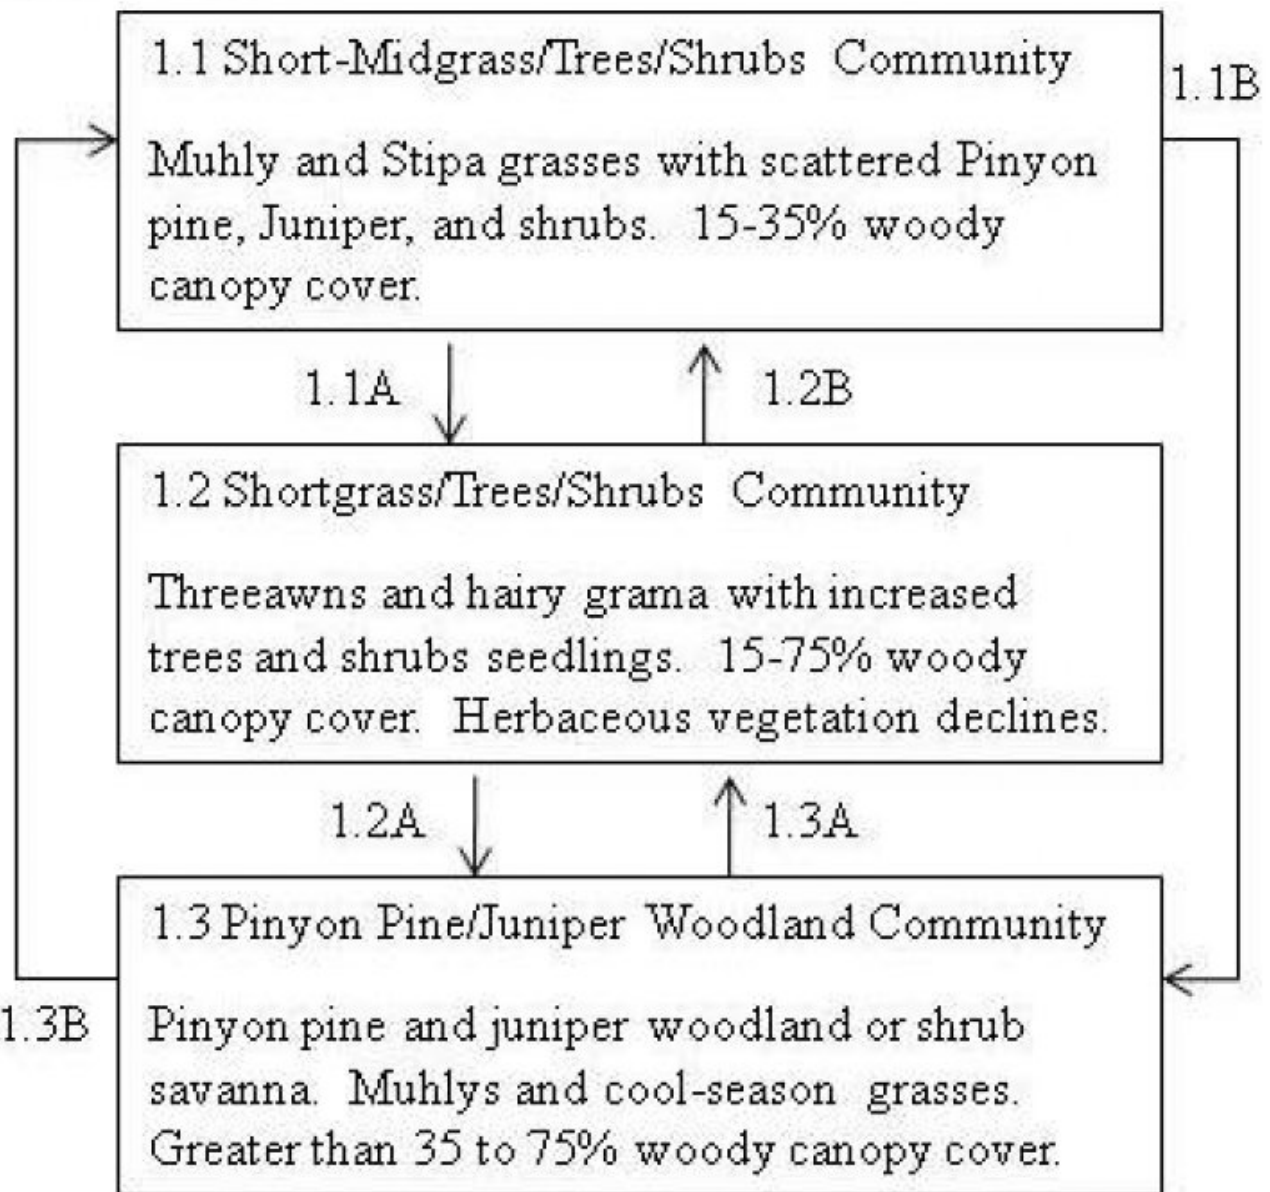 1.1 Short-Midgrass/Trees/Shrubs Community
1.1B
Muhly and Stipa grasses with scattered Pinyon
pine, Juniper, and shrubs. 15-35% woody
canopy cover.
1.1A
1.2B
1.2 Shortgrass/Trees/Shrubs Community
Threeawns and hairy grama with increased
trees and shrubs seedlings. 15-75% woody
canopy cover. Herbaceous vegetation declines.
1.2A
1.3A
1.3 Pinyon Pine/Juniper Woodland Community
1.3B
Pinyon pine and juniper woodland or shrub
savanna. Muhlys and cool-season grasses.
Greater than 35 to 75% woody canopy cover.